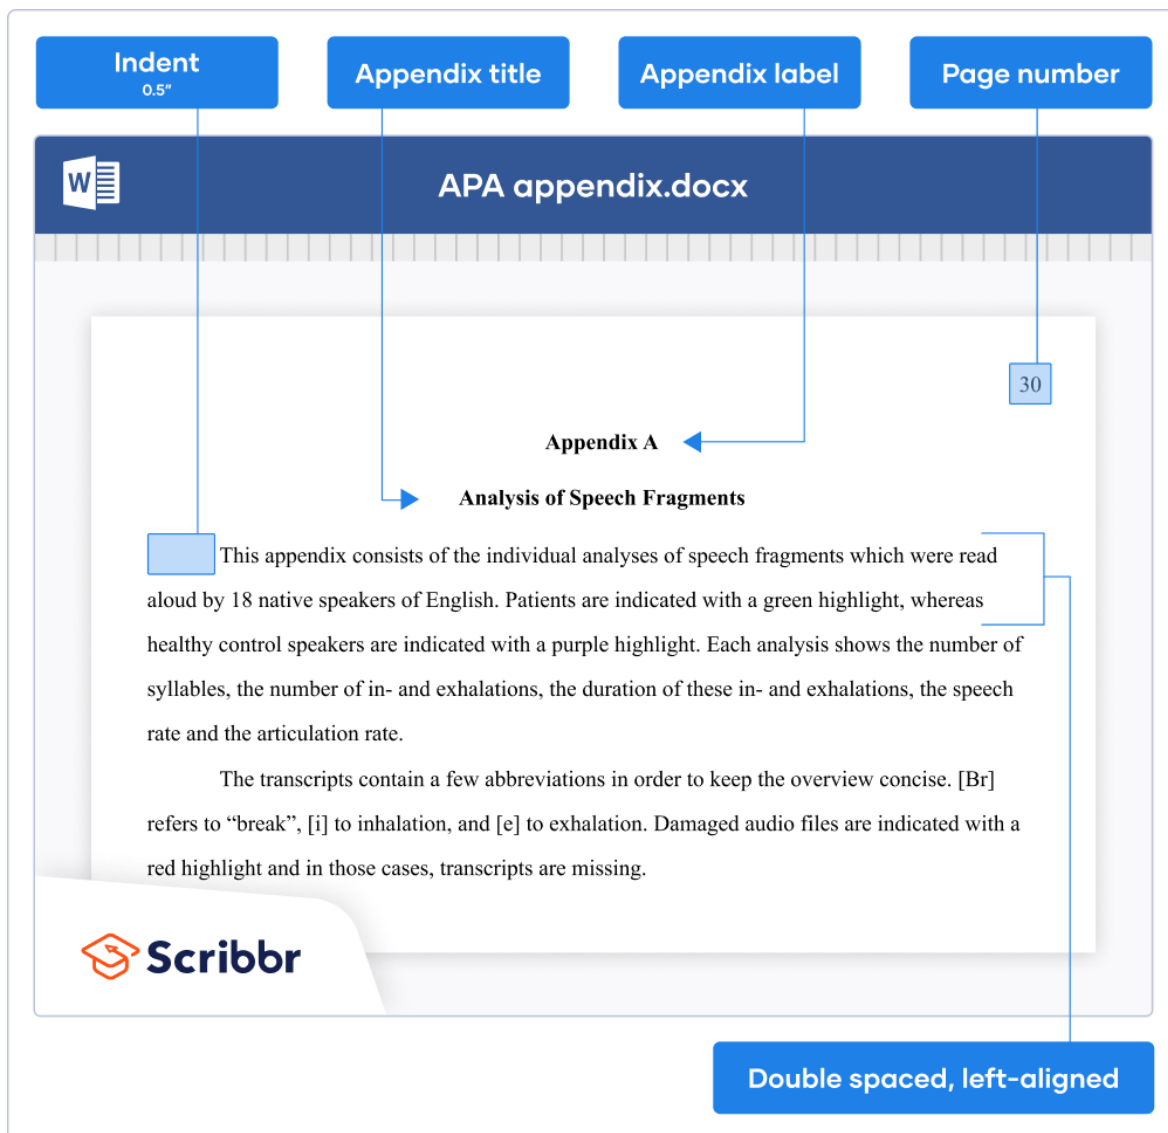 Indent
0.5”
Appendix title
Appendix label
Page number
W
APA appendix.docx
30
Appendix A
Analysis of Speech Fragments
This appendix consists of the individual analyses of speech fragments which were read
aloud by 18 native speakers of English. Patients are indicated with a green highlight, whereas
healthy control speakers are indicated with a purple highlight. Each analysis shows the number of
syllables, the number of in- and exhalations, the duration of these in- and exhalations, the speech
rate and the articulation rate.
The transcripts contain a few abbreviations in order to keep the overview concise. [Br]
refers to “break”, [i] to inhalation, and [e] to exhalation. Damaged audio files are indicated with a
red highlight and in those cases, transcripts are missing.
Scribbr
Double spaced, left-aligned